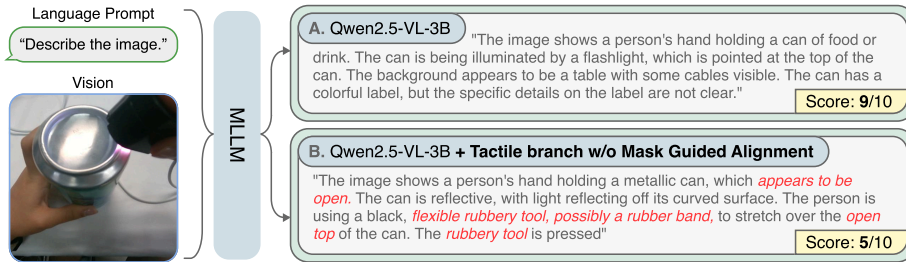 Language Prompt
“Describe the image.”
Vision
MLLM
A. Qwen2.5-VL-3B
"The image shows a person's hand holding a can of food or
drink. The can is being illuminated by a flashlight, which is pointed at the top of the
can. The background appears to be a table with some cables visible. The can has a
colorful label, but the specific details on the label are not clear."
Score: 9/10
B. Qwen2.5-VL-3B + Tactile branch w/o Mask Guided Alignment
"The image shows a person's hand holding a metallic can, which appears to be
open. The can is reflective, with light reflecting off its curved surface. The person is
using a black, flexible rubbery tool, possibly a rubber band, to stretch over the open
top of the can. The rubbery tool is pressed"
Score: 5/10